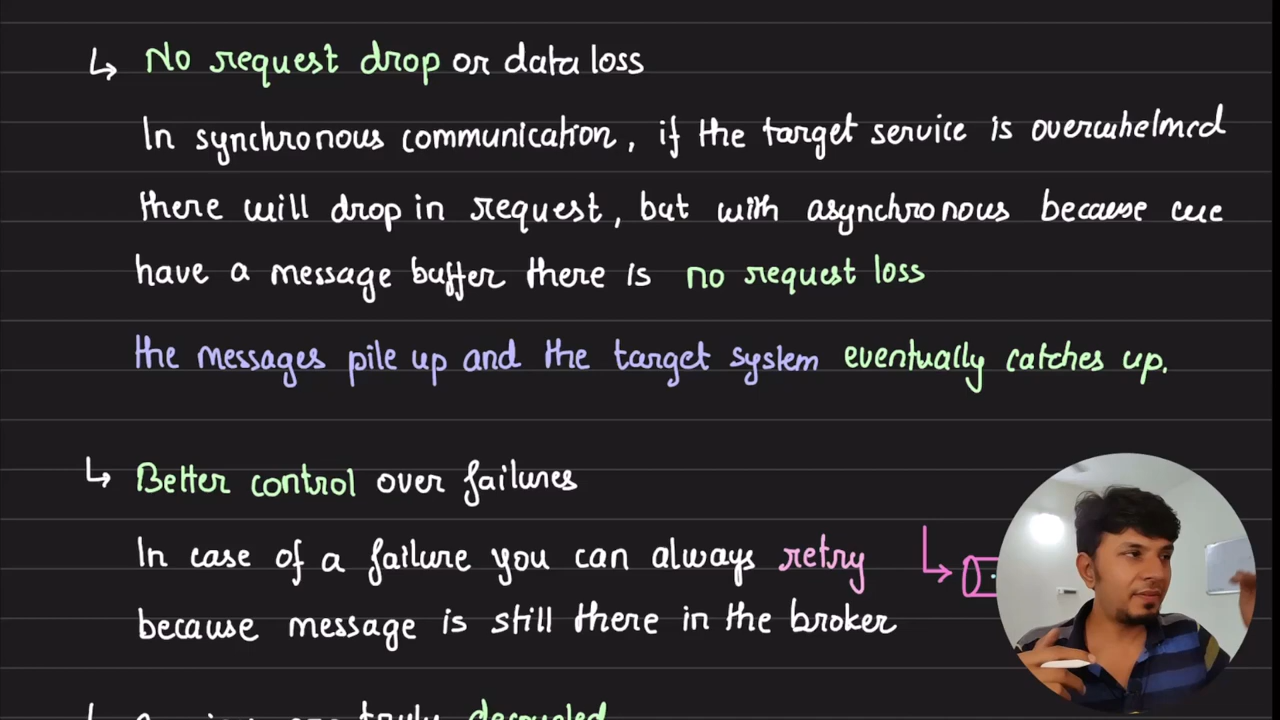 ↳ No request drop or data loss
In synchronous communication, if the target service is overwhelmed
there will drop in request, but with asynchronous because we
have a message buffer there is no request loss
the messages pile up and the target system eventually catches up.
↳ Better control over failures
In case of a failure you can always retry
because message is still there in the broker
truly decoupled